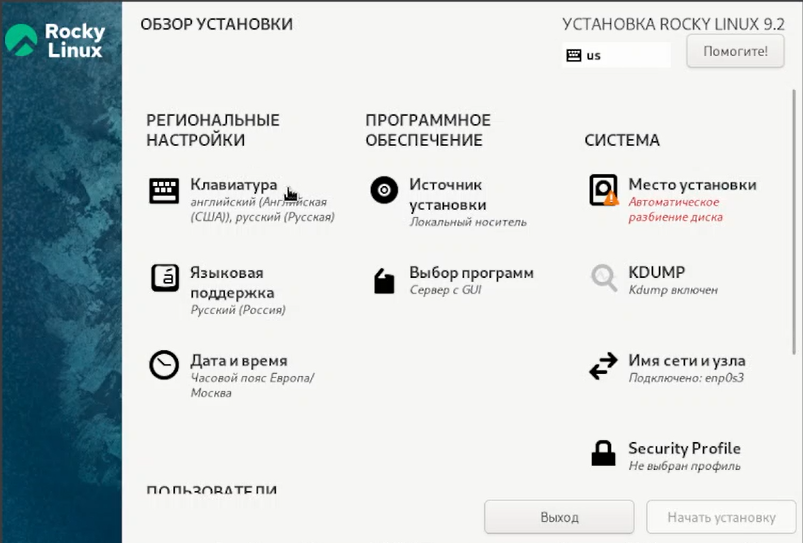 Rocky
Linux
ОБЗОР УСТАНОВКИ
УСТАНОВКА ROCKY LINUX 9.2
us
Помогите!
РЕГИОНАЛЬНЫЕ
НАСТРОЙКИ
Клавиатура
английский (Английская
(США)), русский (Русская)
Языковая
поддержка
Русский (Россия)
Дата и время
Часовой пояс Европа/
Москва
ПРОГРАММНОЕ
ОБЕСПЕЧЕНИЕ
Источник
установки
Локальный носитель
Выбор программ
Сервер с GUI
СИСТЕМА
Место установки
Автоматическое
разбиение диска
KDUMP
Kdump включен
Имя сети и узла
Подключено: enp0s3
Security Profile
Не выбран профиль
ПОЛЬЗОВАТЕЛИ
Выход
Начать установку